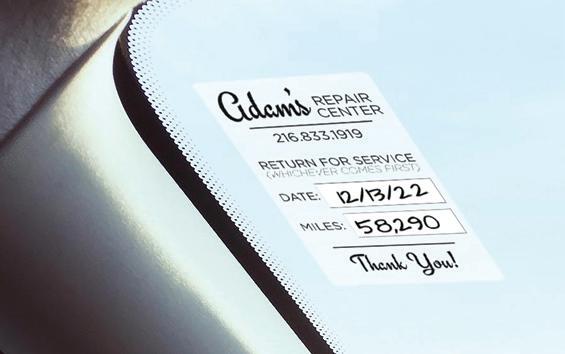 Adam's REPAIR CENTER
216.833.1919
RETURN FOR SERVICE
(WHICHEVER COMES FIRST)
DATE: 12/13/22
MILES: 58,290
Thank You!